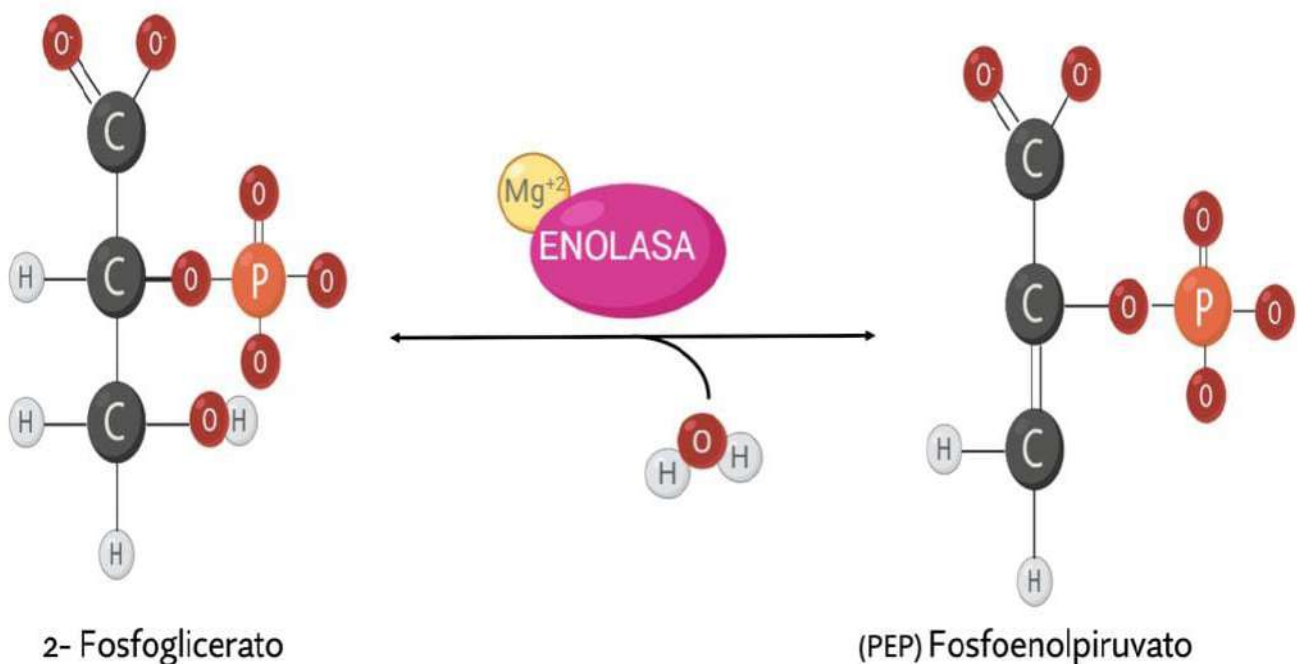 O- O-
C
H C O P O
O
O
H C O H
H
Mg+2
ENOLASA
H O H
O- O-
C
C O P O
O
O
H C
H
2- Fosfoglicerato
(PEP) Fosfoenolpiruvato